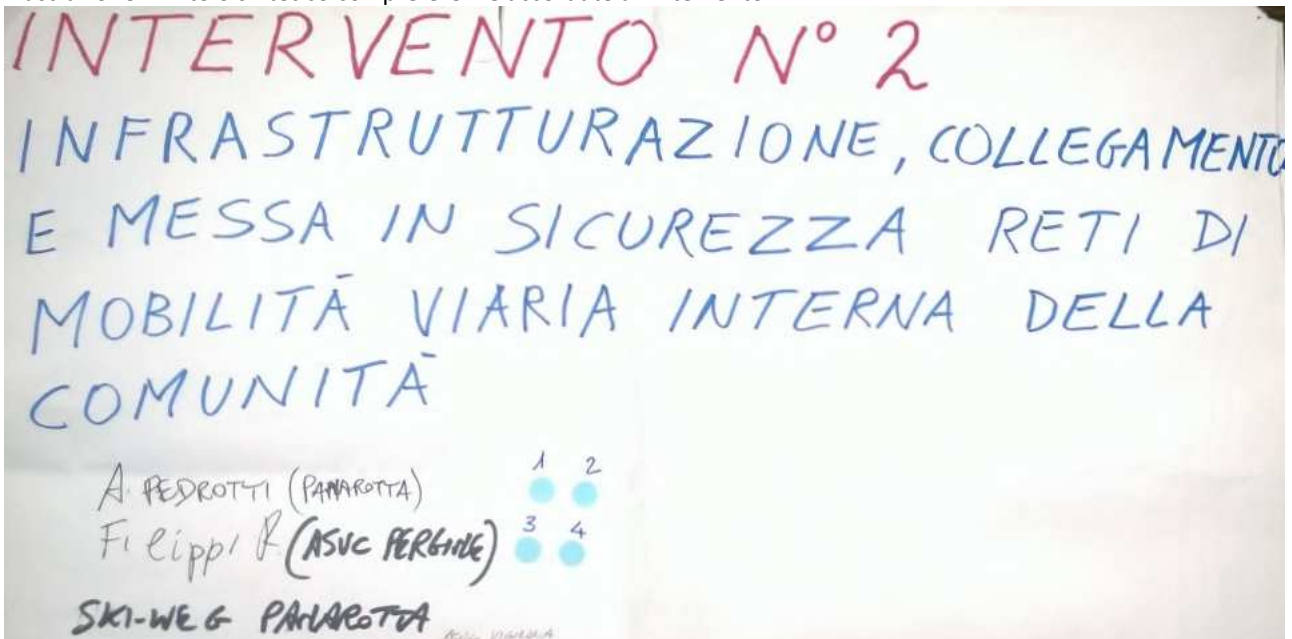 INTERVENTO N° 2
INFRASTRUTTURAZIONE, COLLEGAMENTO
E MESSA IN SICUREZZA RETI DI
MOBILITÀ VIARIA INTERNA DELLA
COMUNITÀ
A. PEDROTTI (PANAROTTA) 1 2
Filippi R (ASUC PERGINE) 3 4
SKI-WEG PANAROTTA